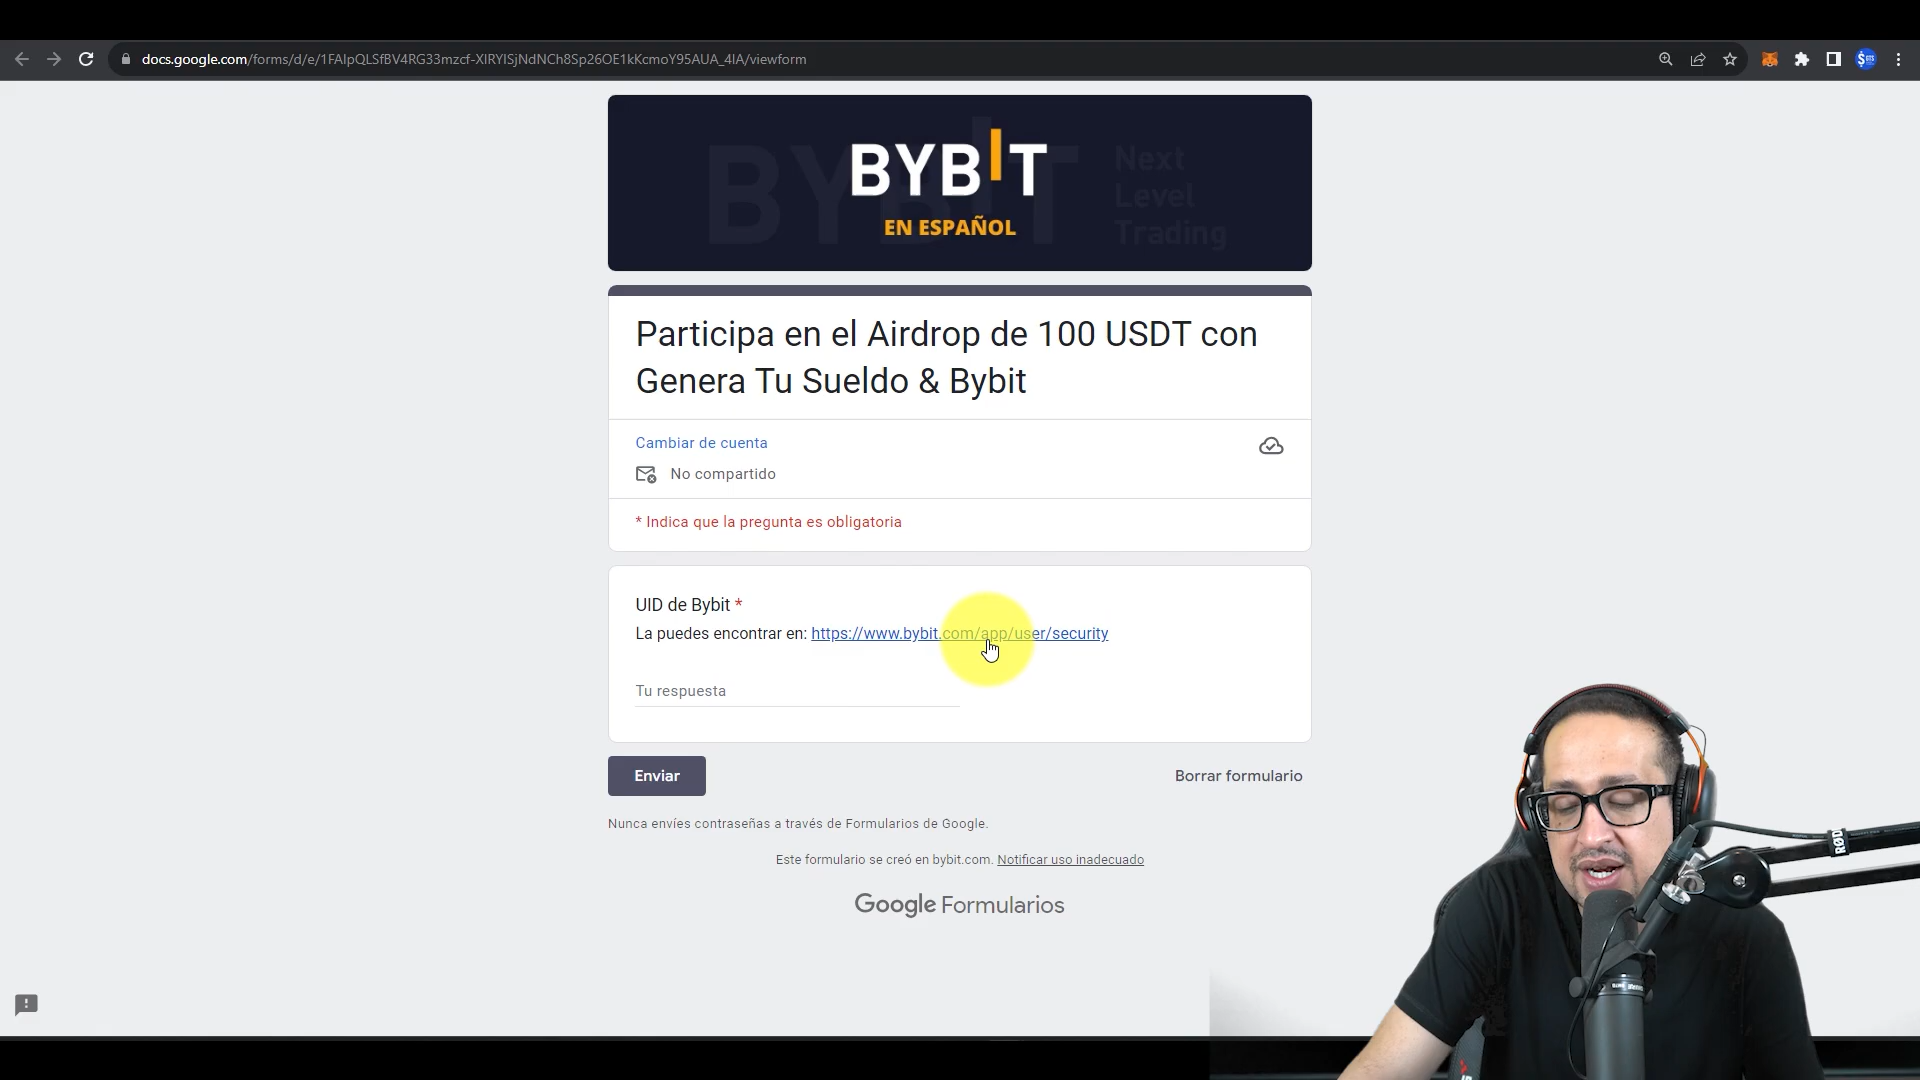 docs.google.com/forms/d/e/1FAIpQLSfBV4RG33mzcf-XIRYISjNdNCh8Sp26OE1kKcmoY95AUA_4IA/viewform
BYBIT
Next
Level
Trading
BYBIT
EN ESPAÑOL
Participa en el Airdrop de 100 USDT con
Genera Tu Sueldo & Bybit
Cambiar de cuenta
No compartido
* Indica que la pregunta es obligatoria
UID de Bybit *
La puedes encontrar en: https://www.bybit.com/app/user/security
Tu respuesta
Enviar
Borrar formulario
Nunca envíes contraseñas a través de Formularios de Google.
Este formulario se creó en bybit.com. Notificar uso inadecuado
Google Formularios
RØDE